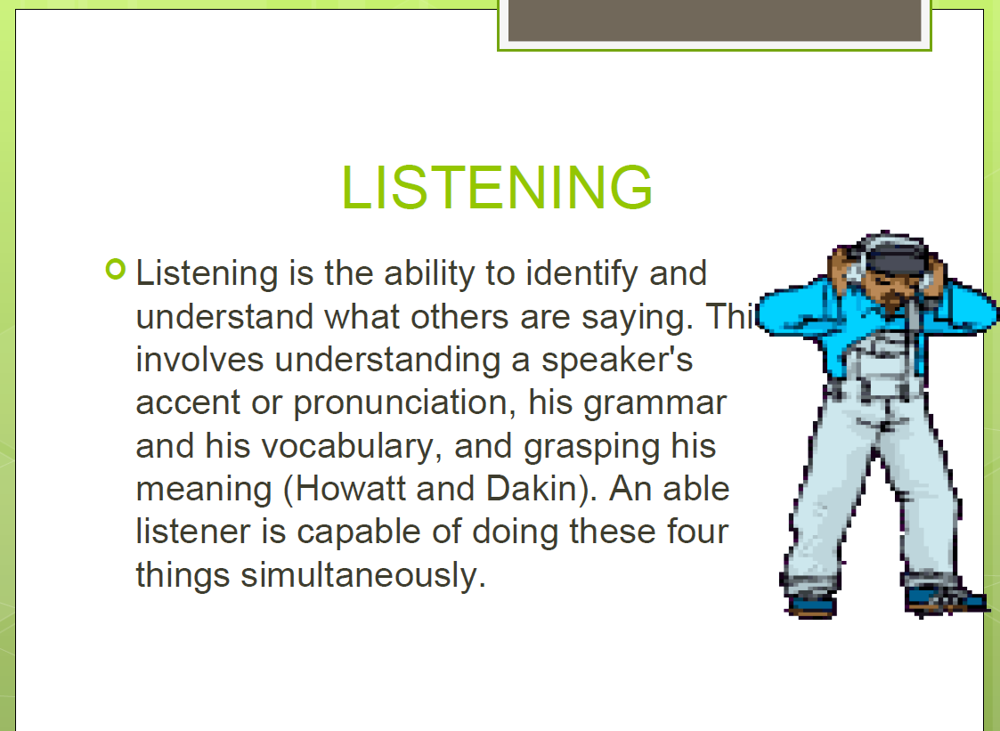 LISTENING
Listening is the ability to identify and
understand what others are saying. Thi
involves understanding a speaker's
accent or pronunciation, his grammar
and his vocabulary, and grasping his
meaning (Howatt and Dakin). An able
listener is capable of doing these four
things simultaneously.